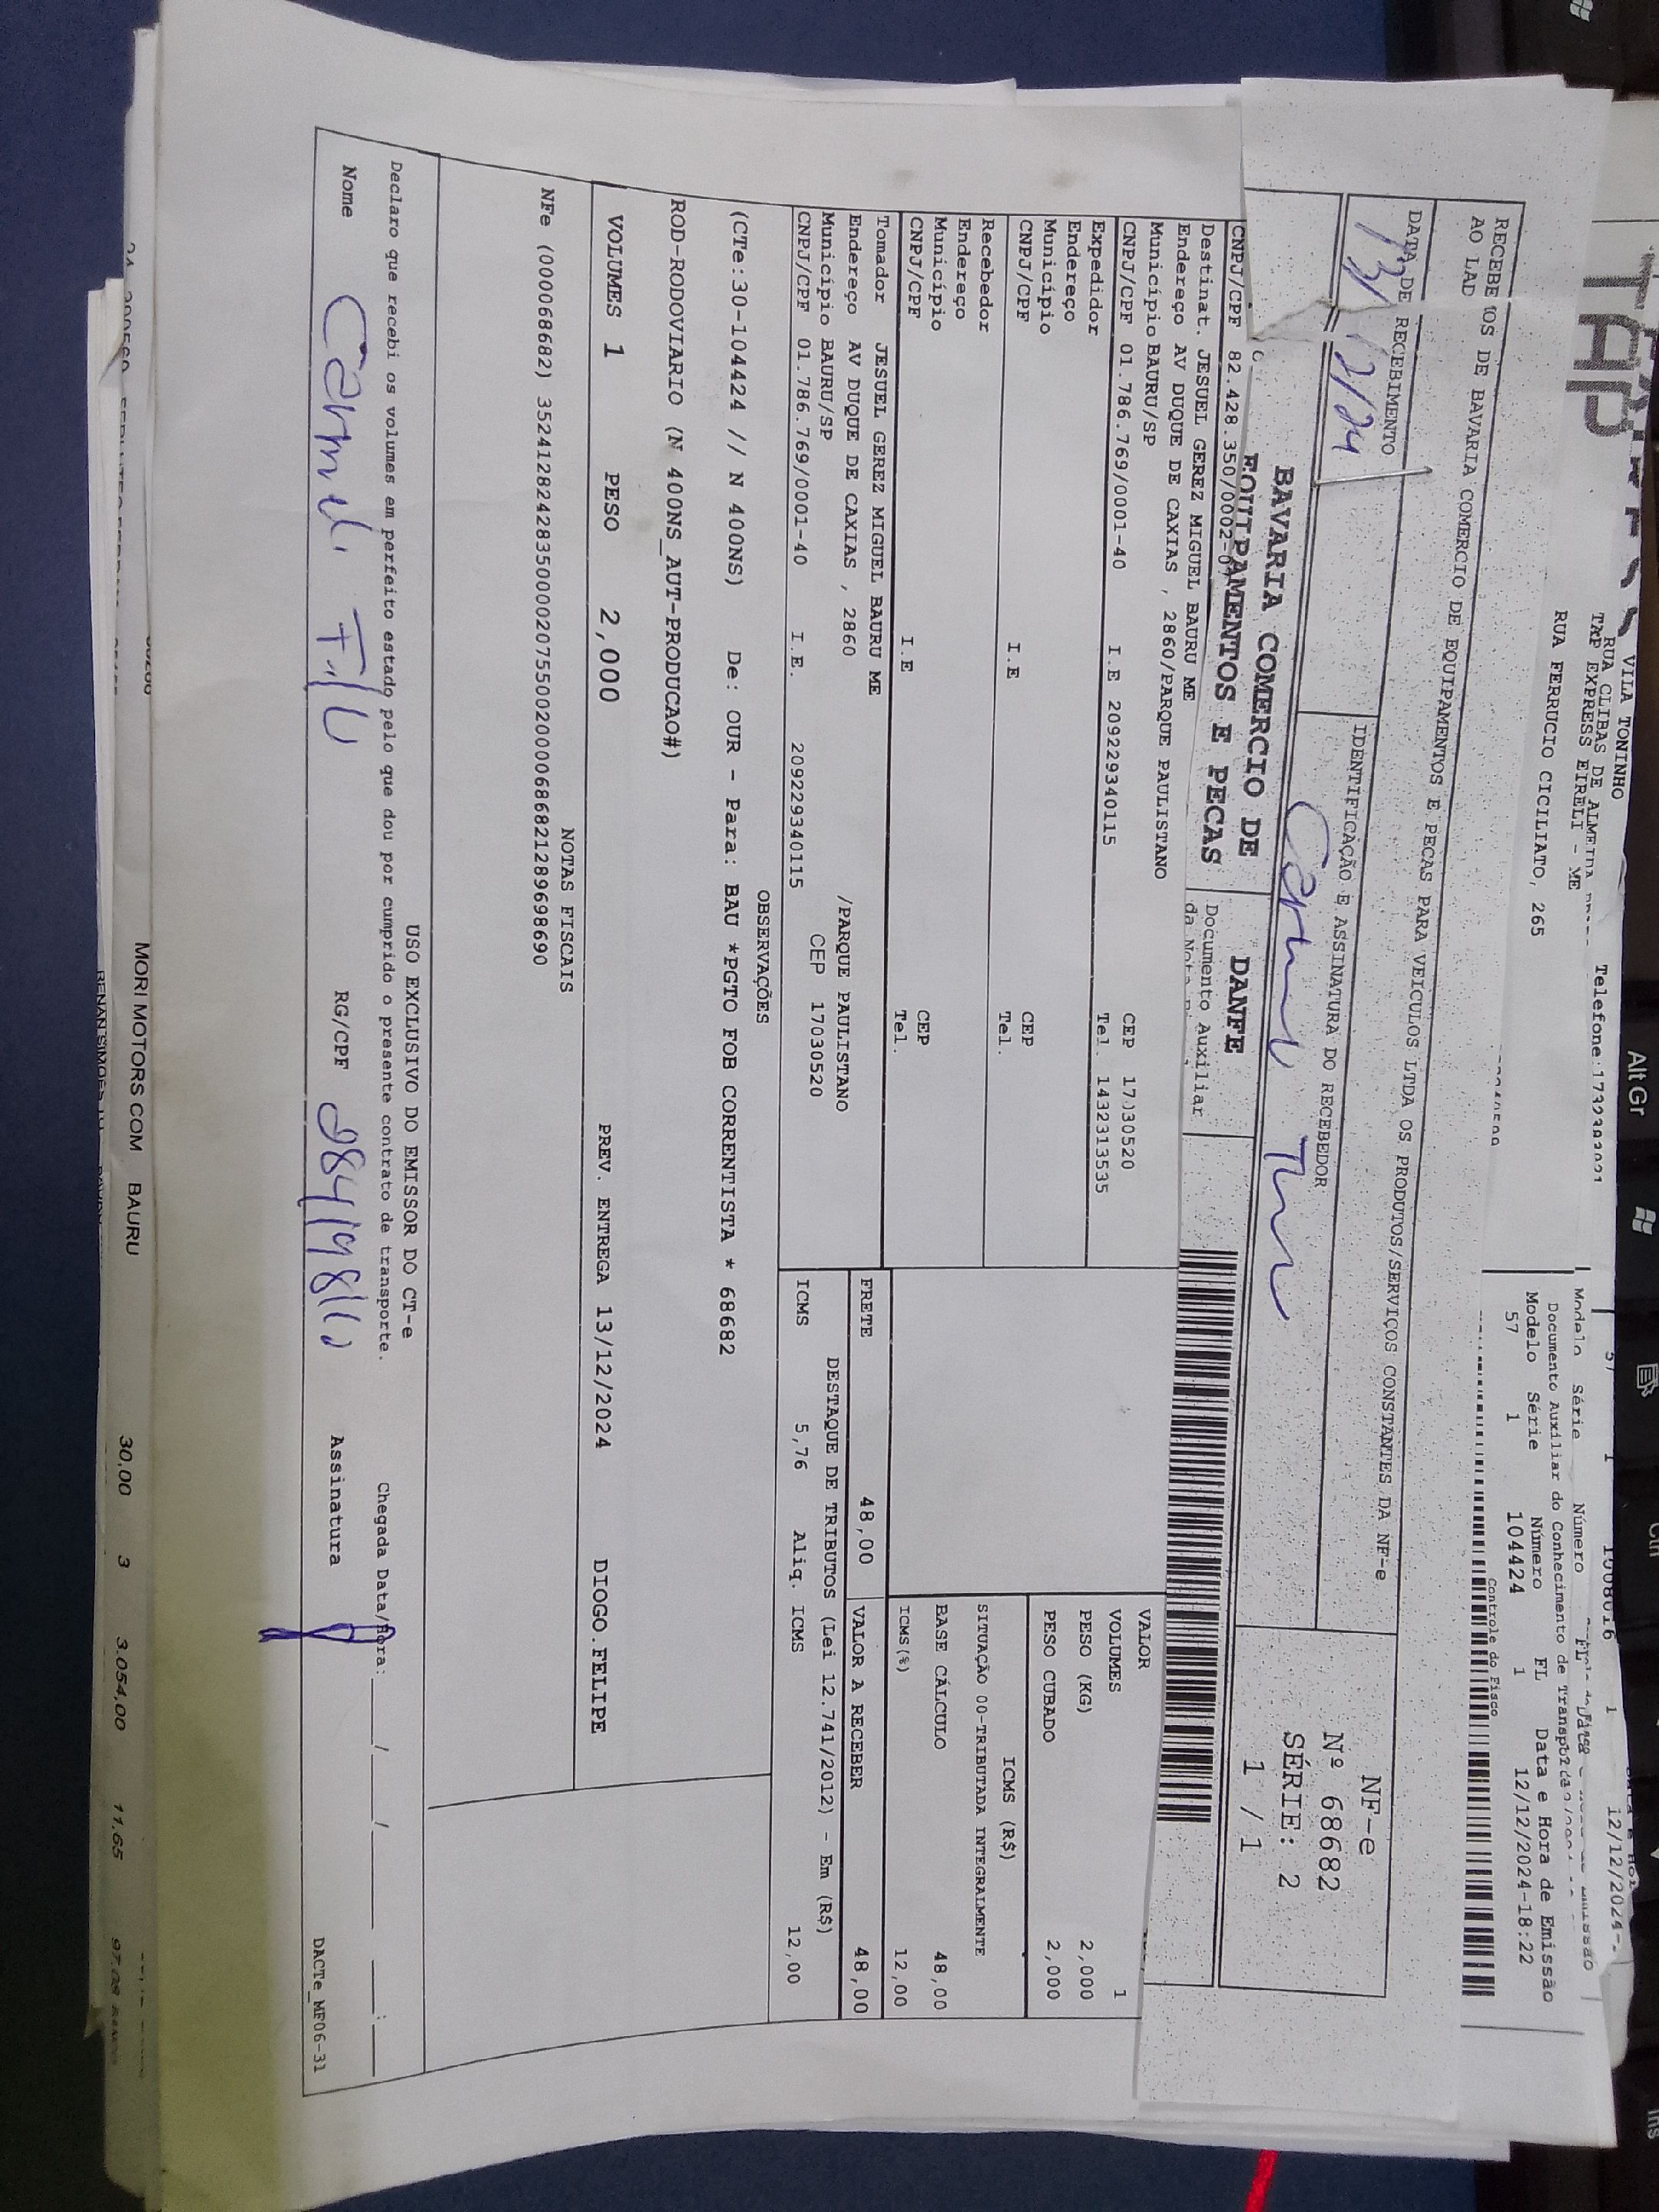 TAP
VILA TONINHO
RUA CLIBAS DE ALMEIDA
TAP EXPRESS EIRELI - ME
RUA FERRUCIO CICILIATO, 265
Telefone:
Modelo Série Número
Documento Auxiliar do Conhecimento de
Modelo Série Número FL Data e Hora de Emissão
57 1 104424 1 12/12/2024-18:22
Controle do Fisco
RECEBE
OS DE BAVARIA COMERCIO DE EQUIPAMENTOS E PECAS PARA VEICULOS LTDA OS PRODUTOS/SERVIÇOS CONSTANTES DA NF-e
AO LAD
DATA DE RECEBIMENTO
13/12/24
IDENTIFICAÇÃO E ASSINATURA DO RECEBEDOR
NF-e
Nº 68682
SÉRIE: 2
1 / 1
BAVARIA COMERCIO DE
EQUIPAMENTOS E PECAS
DANFE
Documento Auxiliar
CNPJ/CPF 82.428.350/0002-
Destinat. JESUEL GEREZ MIGUEL BAURU ME
Endereço AV DUQUE DE CAXIAS , 2860/PARQUE PAULISTANO
Município BAURU/SP CEP 17030520
CNPJ/CPF 01.786.769/0001-40 I.E 209229340115 Tel. 1432313535
Expedidor
Endereço
Município CEP
CNPJ/CPF I.E Tel.
Recebedor
Endereço
Município CEP
CNPJ/CPF I.E Tel.
VALOR
VOLUMES 1
PESO (KG) 2,000
PESO CUBADO 2,000
ICMS (R$)
SITUAÇÃO 00-TRIBUTADA INTEGRALMENTE
BASE CÁLCULO 48,00
ICMS(%) 12,00
Tomador JESUEL GEREZ MIGUEL BAURU ME
Endereço AV DUQUE DE CAXIAS , 2860 /PARQUE PAULISTANO
Município BAURU/SP CEP 17030520
CNPJ/CPF 01.786.769/0001-40 I.E. 209229340115
FRETE 48,00 VALOR A RECEBER 48,00
DESTAQUE DE TRIBUTOS (Lei 12.741/2012) - Em (R$)
ICMS 5,76 Aliq. ICMS 12,00
OBSERVAÇÕES
(CTe:30-104424 // N 400NS) De: OUR - Para: BAU *PGTO FOB CORRENTISTA * 68682
ROD-RODOVIARIO (N 400NS_AUT-PRODUCAO#)
VOLUMES 1 PESO 2,000 PREV. ENTREGA 13/12/2024 DIOGO.FELIPE
NOTAS FISCAIS
NFe (000068682) 35241282428350000207550020000686821289698690
USO EXCLUSIVO DO EMISSOR DO CT-e
Declaro que recebi os volumes em perfeito estado pelo que dou por cumprido o presente contrato de transporte. Chegada Data/Hora: ____/____/____ ____:____
Nome RG/CPF Assinatura
DACTe_MF06-31
MORI MOTORS COM BAURU 30,00 3 3.054,00 11,65